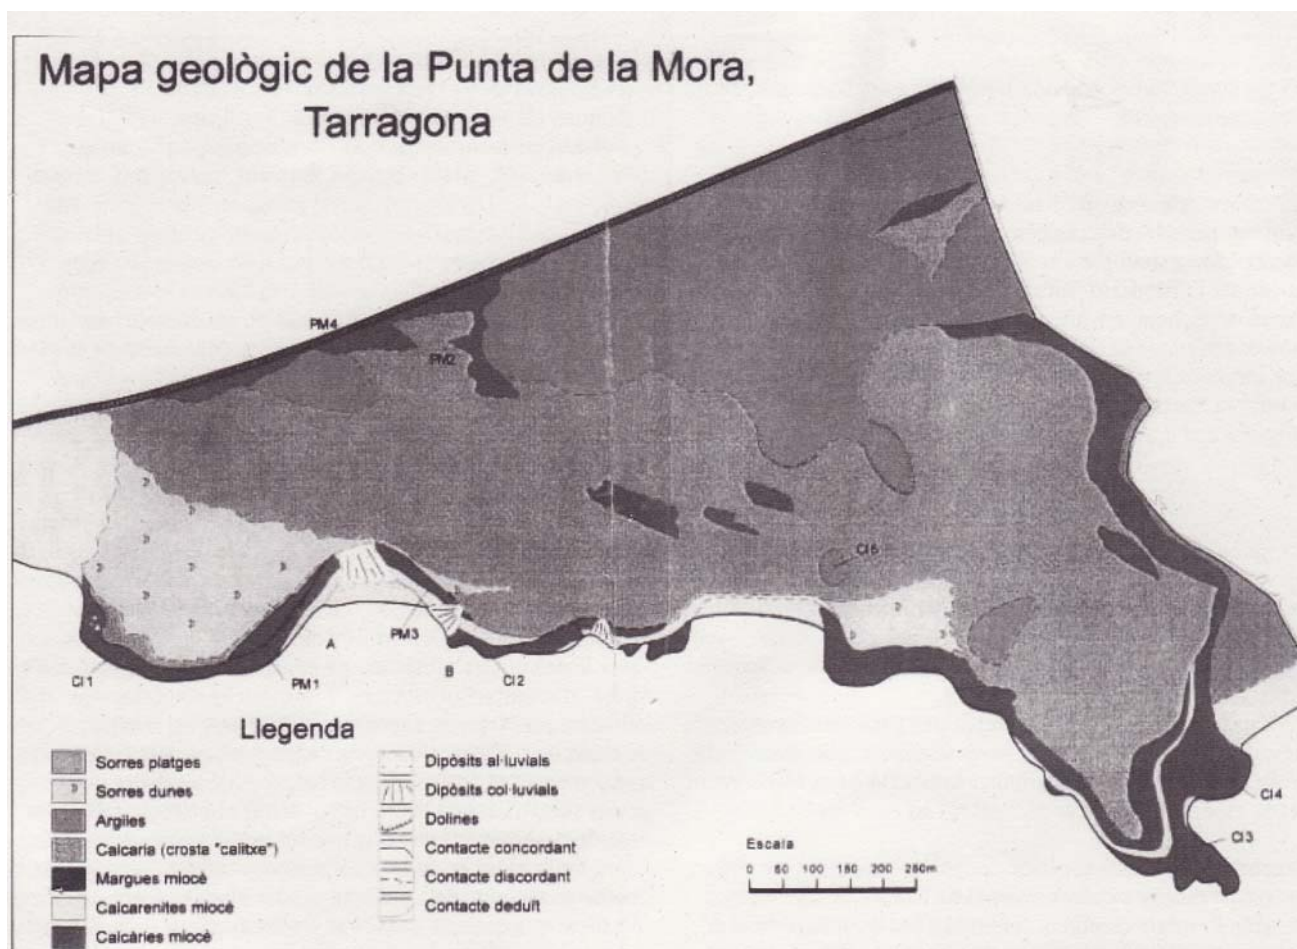 Mapa geològic de la Punta de la Mora,
Tarragona
PM4
PM2
CI6
A
PM3
B
CI1
PM1
CI2
CI4
CI3
Llegenda
Sorres platges
Sorres dunes
Argiles
Calcaria (crosta "calitxe")
Margues miocè
Calcarenites miocè
Calcàries miocè
Dipòsits al·luvials
Dipòsits col·luvials
Dolines
Contacte concordant
Contacte discordant
Contacte deduït
Escala
0 50 100 150 200 250m